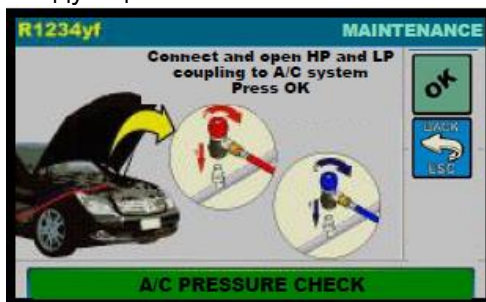 R1234yf
MAINTENANCE
Connect and open HP and LP
coupling to A/C system
Press OK
OK
BACK
ESC
A/C PRESSURE CHECK